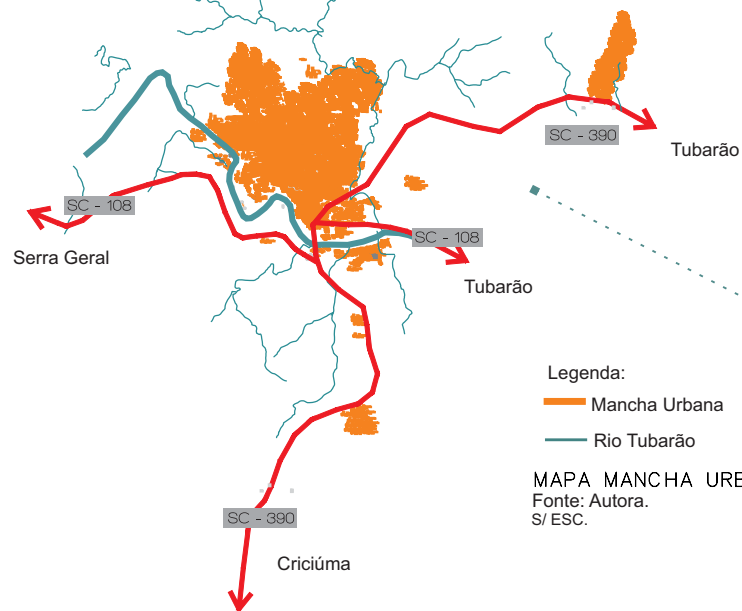 SC - 390
Tubarão
SC - 108
Serra Geral
SC - 108
Tubarão
Legenda:
Mancha Urbana
Rio Tubarão
MAPA MANCHA URB
Fonte: Autora.
S/ ESC.
SC - 390
Criciúma